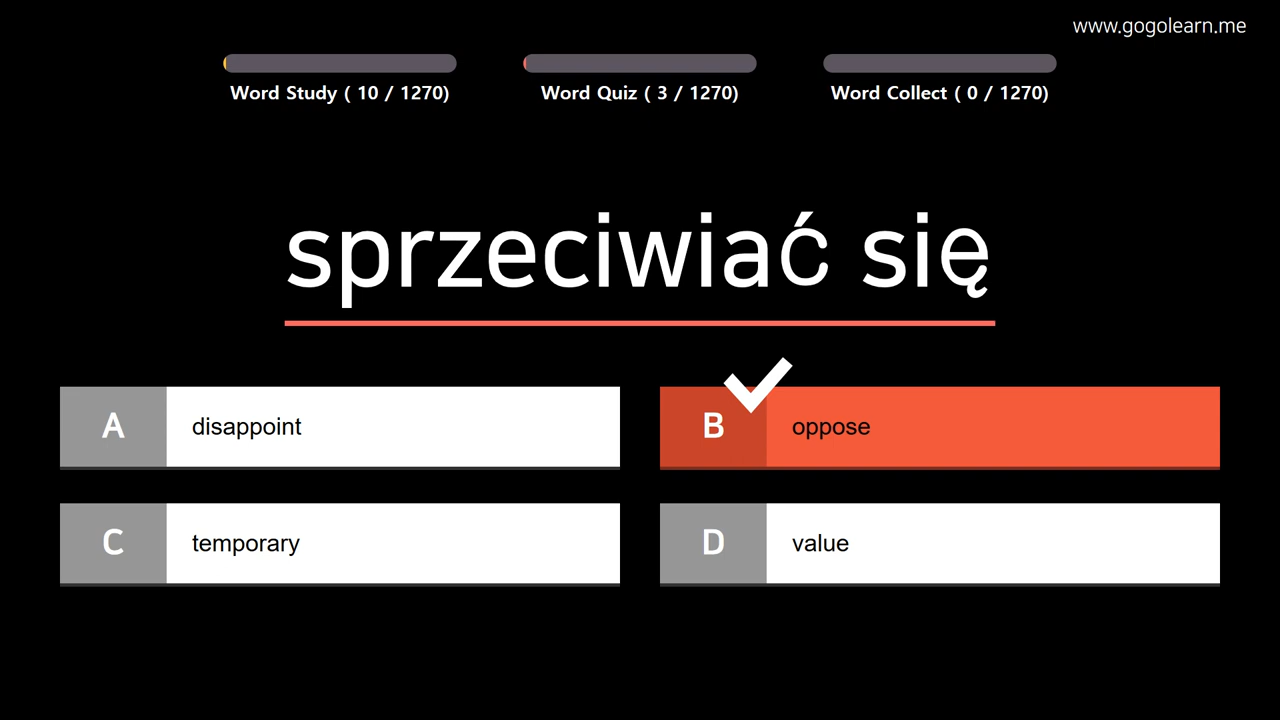 www.gogolearn.me
Word Study ( 10 / 1270)
Word Quiz ( 3 / 1270)
Word Collect ( 0 / 1270)
sprzeciwiać się
A disappoint
B oppose
C temporary
D value